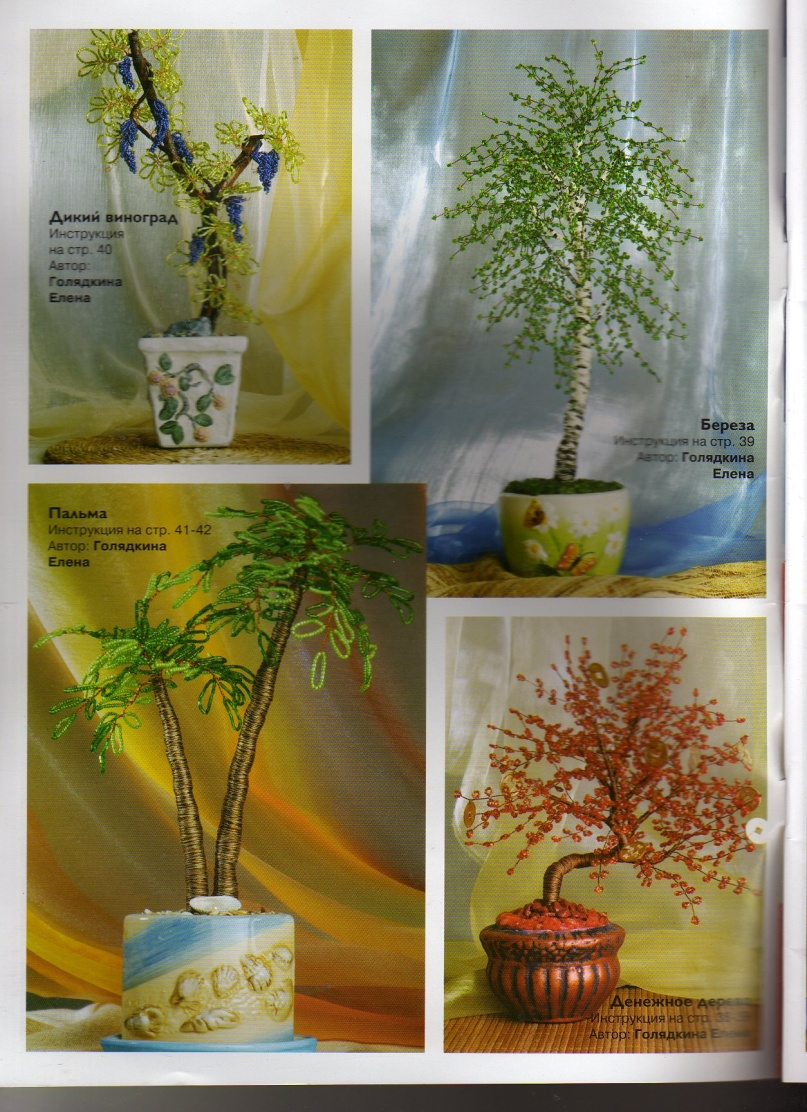 Дикий виноград
Инструкция
на стр. 40
Автор:
Голядкина
Елена
Береза
Инструкция на стр. 39
Автор: Голядкина
Елена
Пальма
Инструкция на стр. 41-42
Автор: Голядкина
Елена
Денежное дерево
Инструкция на стр.
Автор: Голядкина Елена